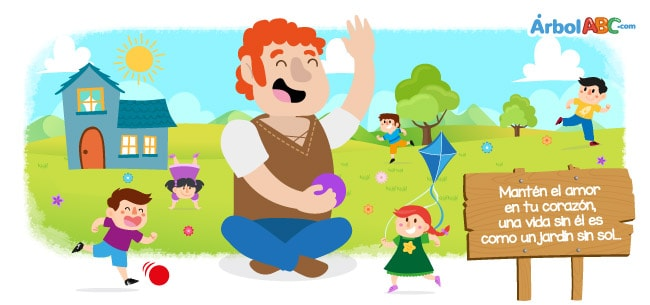 ÁrbolABC.com
Mantén el amor
en tu corazón,
una vida sin él es
como un jardín sin sol...